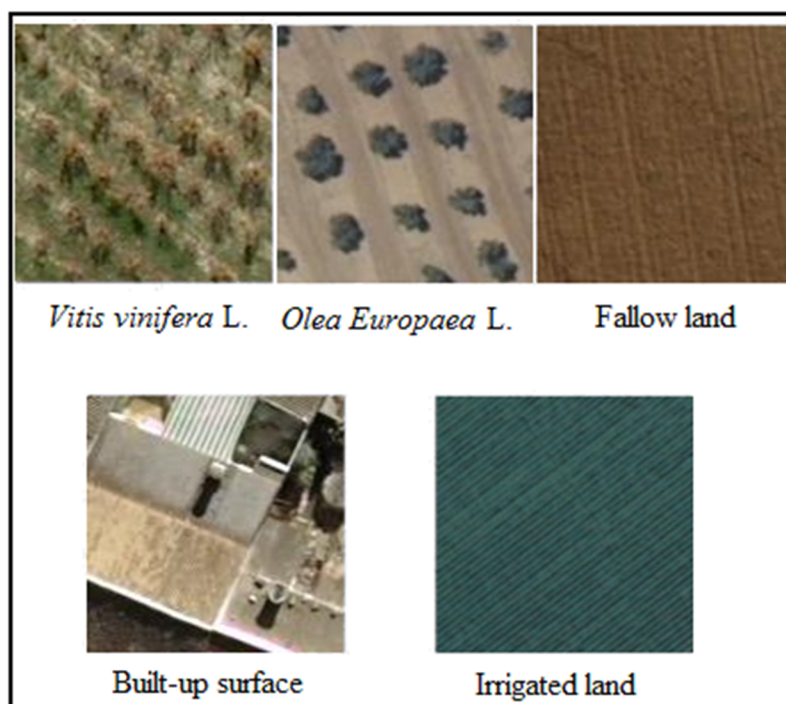 Vitis vinifera L.
Olea Europaea L.
Fallow land
Built-up surface
Irrigated land